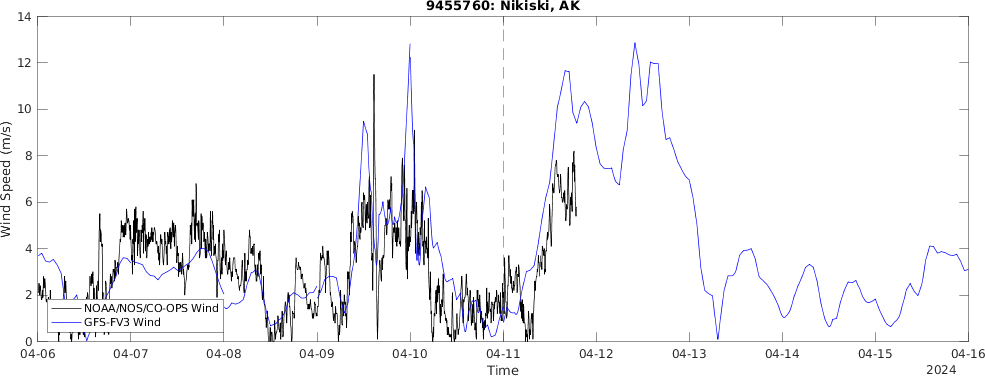 9455760: Nikiski, AK
14
12
10
8
6
4
2
0
Wind Speed (m/s)
NOAA/NOS/CO-OPS Wind
GFS-FV3 Wind
04-06 04-07 04-08 04-09 04-10 04-11 04-12 04-13 04-14 04-15 04-16
Time
2024